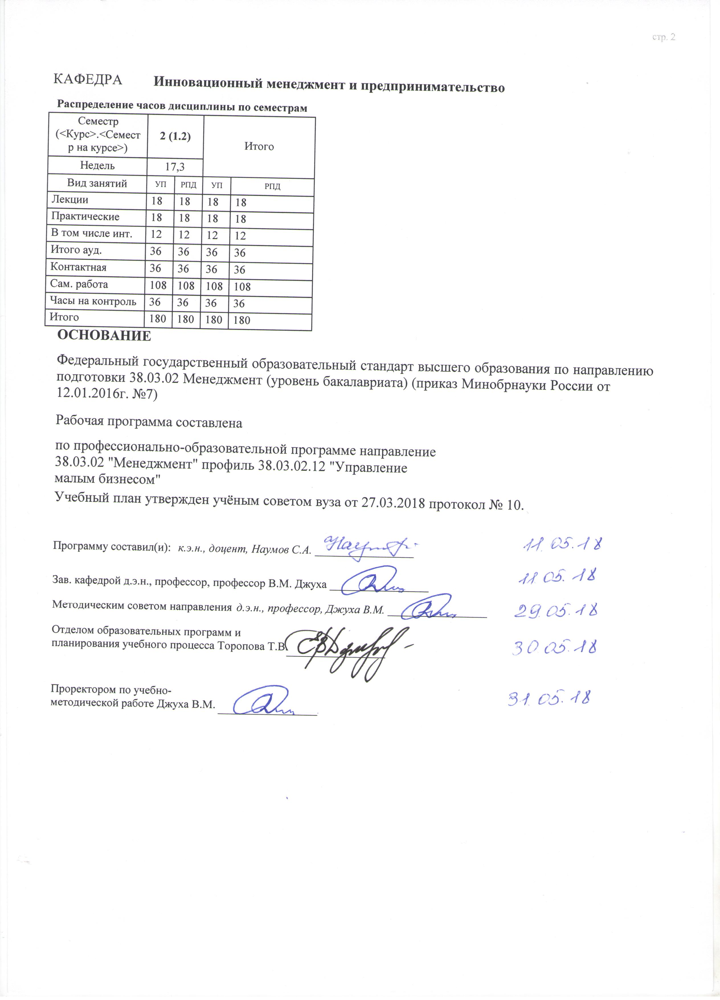 стр. 2
КАФЕДРА Инновационный менеджмент и предпринимательство
Распределение часов дисциплины по семестрам
Семестр
(<Курс>.<Семест
р на курсе>) 2 (1.2) Итого
Недель 17,3
Вид занятий УП РПД УП РПД
Лекции 18 18 18 18
Практические 18 18 18 18
В том числе инт. 12 12 12 12
Итого ауд. 36 36 36 36
Контактная 36 36 36 36
Сам. работа 108 108 108 108
Часы на контроль 36 36 36 36
Итого 180 180 180 180
ОСНОВАНИЕ
Федеральный государственный образовательный стандарт высшего образования по направлению
подготовки 38.03.02 Менеджмент (уровень бакалавриата) (приказ Минобрнауки России от
12.01.2016г. №7)
Рабочая программа составлена
по профессионально-образовательной программе направление
38.03.02 "Менеджмент" профиль 38.03.02.12 "Управление
малым бизнесом"
Учебный план утвержден учёным советом вуза от 27.03.2018 протокол № 10.
Программу составил(и): к.э.н., доцент, Наумов С.А. 11.05.18
Зав. кафедрой д.э.н., профессор, профессор В.М. Джуха 11.05.18
Методическим советом направления д.э.н., профессор, Джуха В.М. 29.05.18
Отделом образовательных программ и
планирования учебного процесса Торопова Т.В. 30.05.18
Проректором по учебно-
методической работе Джуха В.М. 31.05.18